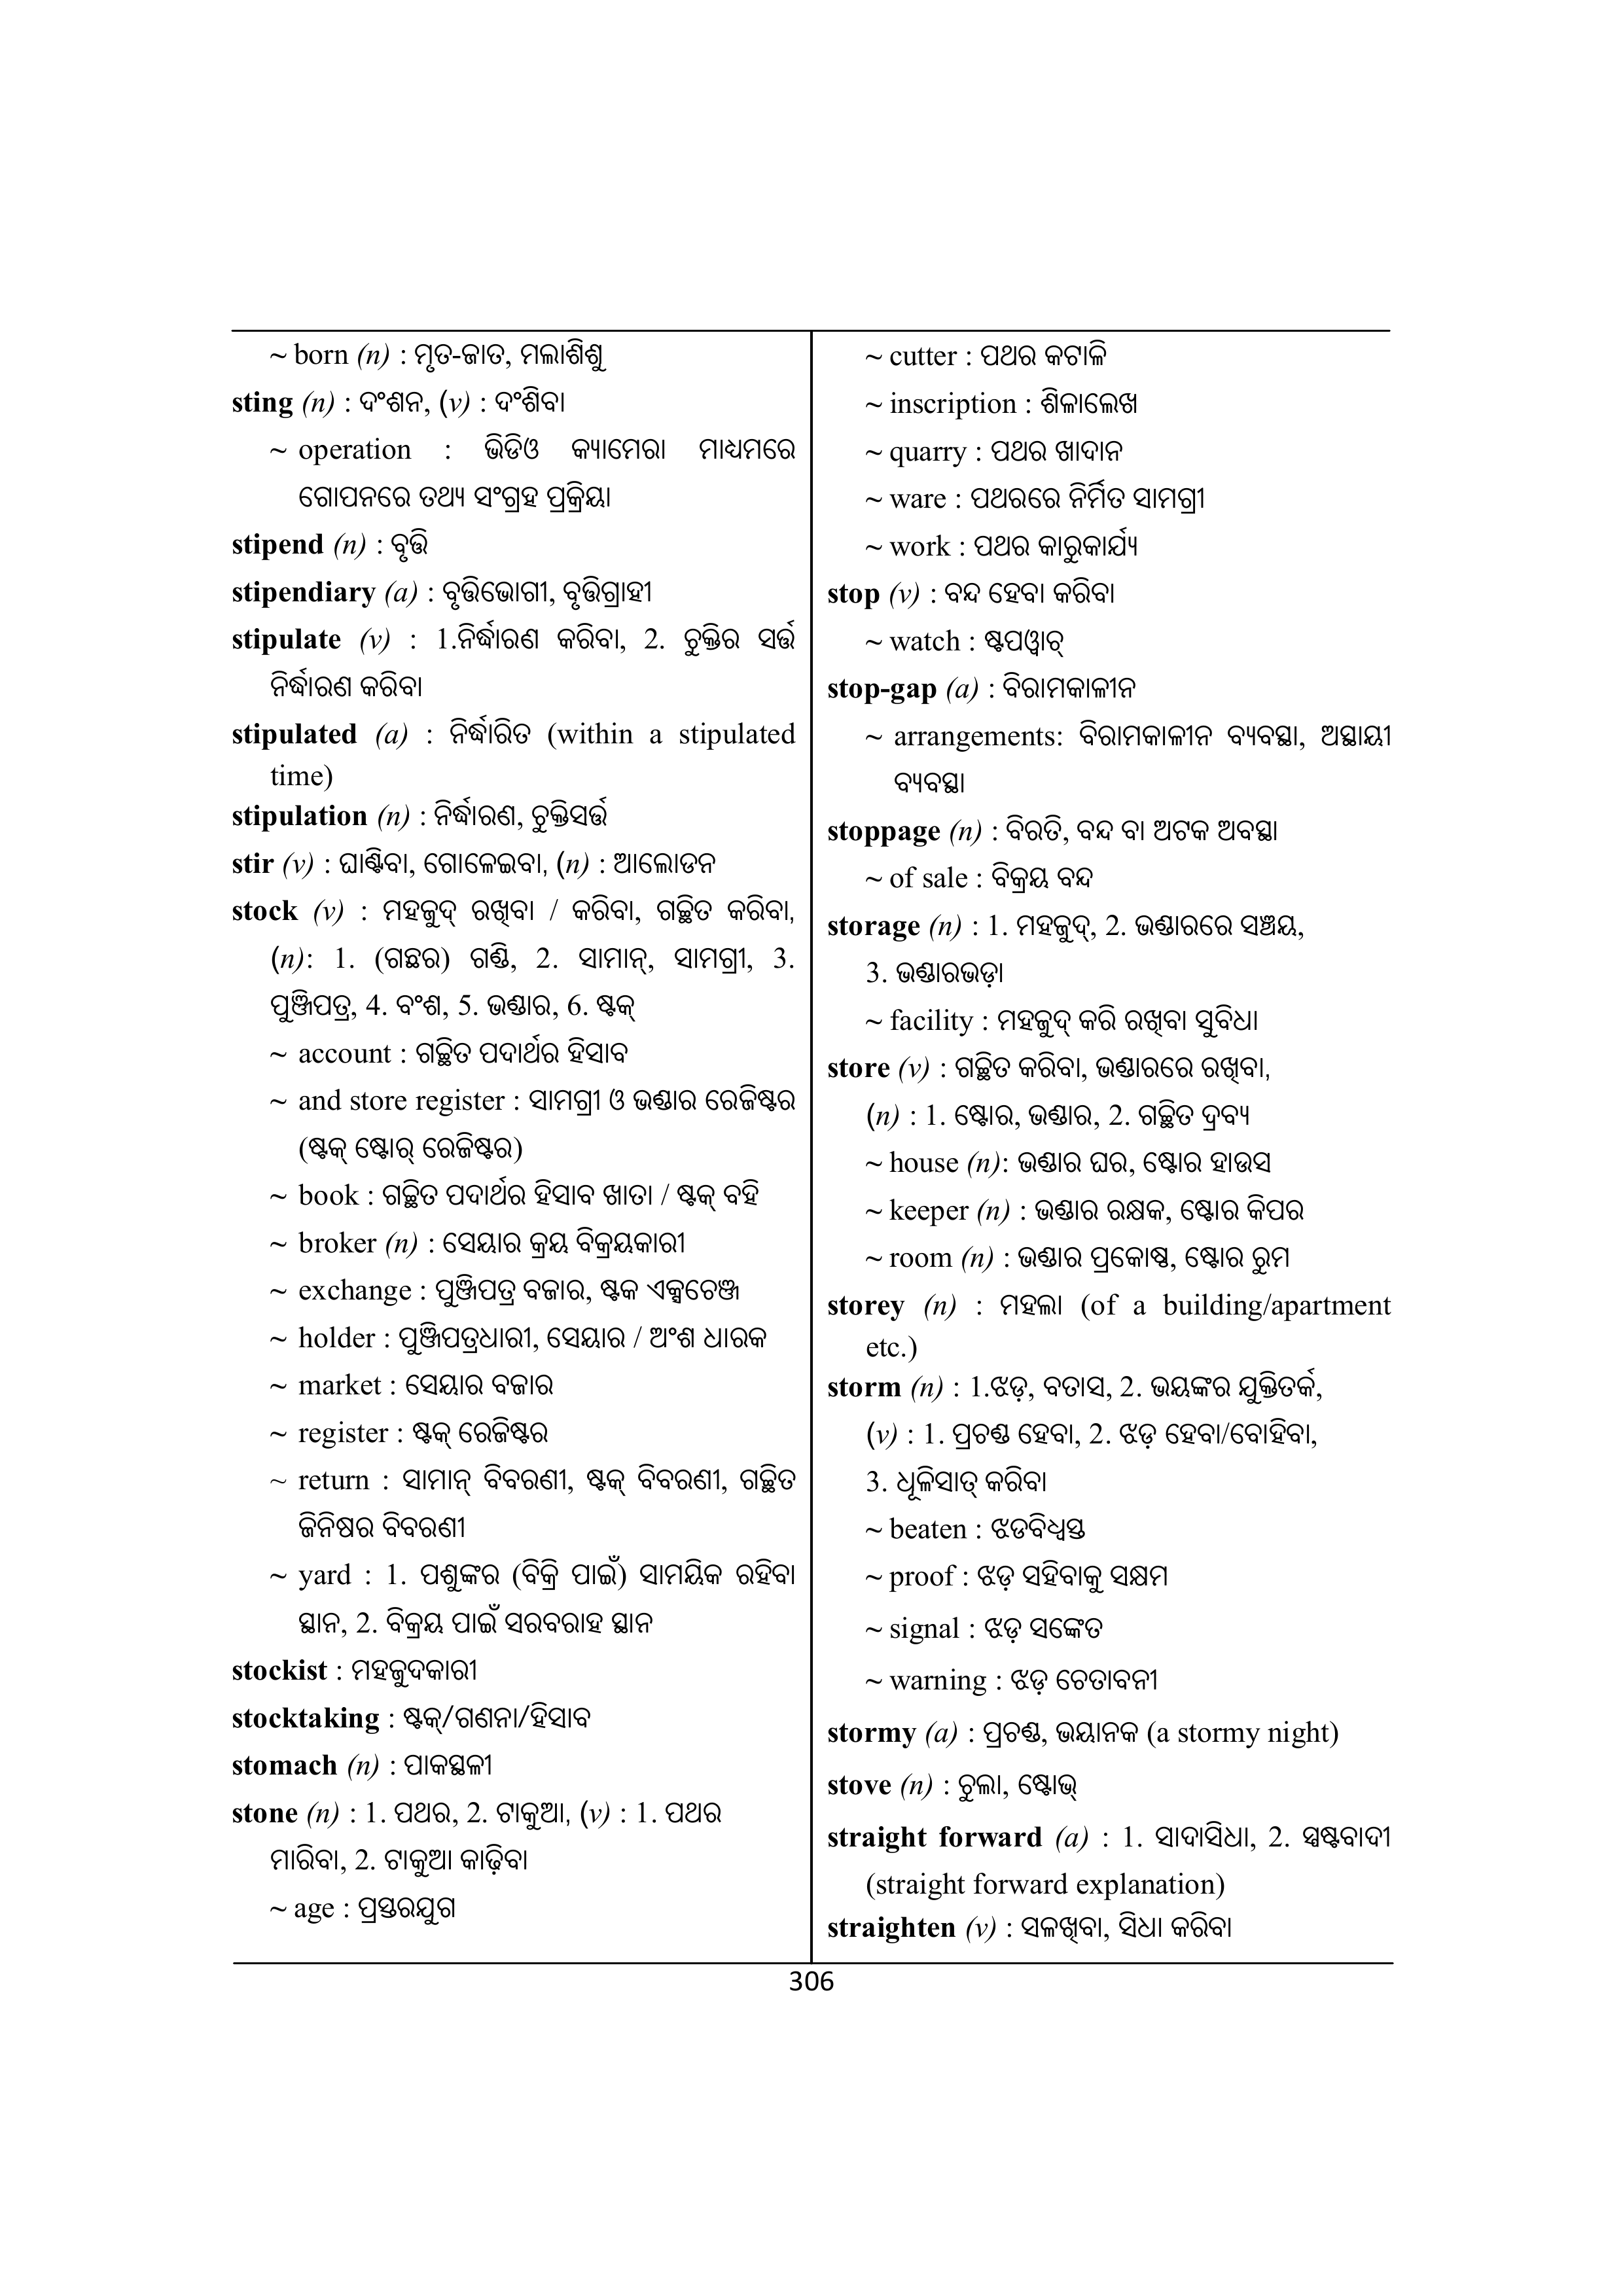 ~ born (n) : ମୃତ-ଜାତ, ମଲାଶିଶୁ
sting (n) : ଦଂଶନ, (v) : ଦଂଶିବା
~ operation : ଭିଡିଓ କ୍ୟାମେରା ମାଧ୍ୟମରେ
ଗୋପନରେ ତଥ୍ୟ ସଂଗ୍ରହ ପ୍ରକ୍ରିୟା
stipend (n) : ବୃତ୍ତି
stipendiary (a) : ବୃତ୍ତିଭୋଗୀ, ବୃତ୍ତିଗ୍ରାହୀ
stipulate (v) : 1.ନିର୍ଦ୍ଧାରଣ କରିବା, 2. ଚୁକ୍ତିର ସର୍ତ୍ତ
ନିର୍ଦ୍ଧାରଣ କରିବା
stipulated (a) : ନିର୍ଦ୍ଧାରିତ (within a stipulated
time)
stipulation (n) : ନିର୍ଦ୍ଧାରଣ, ଚୁକ୍ତିସର୍ତ୍ତ
stir (v) : ଘାଣ୍ଟିବା, ଗୋଳେଇବା, (n) : ଆଲୋଡନ
stock (v) : ମହଜୁଦ୍ ରଖିବା / କରିବା, ଗଚ୍ଛିତ କରିବା,
(n): 1. (ଗଛର) ଗଣ୍ଡି, 2. ସାମାନ୍, ସାମଗ୍ରୀ, 3.
ପୁଞ୍ଜିପତ୍ର, 4. ବଂଶ, 5. ଭଣ୍ଡାର, 6. ଷ୍ଟକ୍
~ account : ଗଚ୍ଛିତ ପଦାର୍ଥର ହିସାବ
~ and store register : ସାମଗ୍ରୀ ଓ ଭଣ୍ଡାର ରେଜିଷ୍ଟର
(ଷ୍ଟକ୍ ଷ୍ଟୋର୍ ରେଜିଷ୍ଟର)
~ book : ଗଚ୍ଛିତ ପଦାର୍ଥର ହିସାବ ଖାତା / ଷ୍ଟକ୍ ବହି
~ broker (n) : ସେୟାର କ୍ରୟ ବିକ୍ରୟକାରୀ
~ exchange : ପୁଞ୍ଜିପତ୍ର ବଜାର, ଷ୍ଟକ ଏକ୍ସଚେଞ୍ଜ
~ holder : ପୁଞ୍ଜିପତ୍ରଧାରୀ, ସେୟାର / ଅଂଶ ଧାରକ
~ market : ସେୟାର ବଜାର
~ register : ଷ୍ଟକ୍ ରେଜିଷ୍ଟର
~ return : ସାମାନ୍ ବିବରଣୀ, ଷ୍ଟକ୍ ବିବରଣୀ, ଗଚ୍ଛିତ
ଜିନିଷର ବିବରଣୀ
~ yard : 1. ପଶୁଙ୍କର (ବିକ୍ରି ପାଇଁ) ସାମୟିକ ରହିବା
ସ୍ଥାନ, 2. ବିକ୍ରୟ ପାଇଁ ସରବରାହ ସ୍ଥାନ
stockist : ମହଜୁଦକାରୀ
stocktaking : ଷ୍ଟକ୍/ଗଣନା/ହିସାବ
stomach (n) : ପାକସ୍ଥଳୀ
stone (n) : 1. ପଥର, 2. ଟାକୁଆ, (v) : 1. ପଥର
ମାରିବା, 2. ଟାକୁଆ କାଢ଼ିବା
~ age : ପ୍ରସ୍ତରଯୁଗ
~ cutter : ପଥର କଟାଳି
~ inscription : ଶିଳାଲେଖ
~ quarry : ପଥର ଖାଦାନ
~ ware : ପଥରରେ ନିର୍ମିତ ସାମଗ୍ରୀ
~ work : ପଥର କାରୁକାର୍ଯ୍ୟ
stop (v) : ବନ୍ଦ ହେବା କରିବା
~ watch : ଷ୍ଟପୱାଚ୍
stop-gap (a) : ବିରାମକାଳୀନ
~ arrangements: ବିରାମକାଳୀନ ବ୍ୟବସ୍ଥା, ଅସ୍ଥାୟୀ
ବ୍ୟବସ୍ଥା
stoppage (n) : ବିରତି, ବନ୍ଦ ବା ଅଟକ ଅବସ୍ଥା
~ of sale : ବିକ୍ରୟ ବନ୍ଦ
storage (n) : 1. ମହଜୁଦ୍, 2. ଭଣ୍ଡାରରେ ସଞ୍ଚୟ,
3. ଭଣ୍ଡାରଭଡ଼ା
~ facility : ମହଜୁଦ୍ କରି ରଖିବା ସୁବିଧା
store (v) : ଗଚ୍ଛିତ କରିବା, ଭଣ୍ଡାରରେ ରଖିବା,
(n) : 1. ଷ୍ଟୋର, ଭଣ୍ଡାର, 2. ଗଚ୍ଛିତ ଦ୍ରବ୍ୟ
~ house (n): ଭଣ୍ଡାର ଘର, ଷ୍ଟୋର ହାଉସ
~ keeper (n) : ଭଣ୍ଡାର ରକ୍ଷକ, ଷ୍ଟୋର କିପର
~ room (n) : ଭଣ୍ଡାର ପ୍ରକୋଷ୍ଠ, ଷ୍ଟୋର ରୁମ
storey (n) : ମହଲା (of a building/apartment
etc.)
storm (n) : 1.ଝଡ଼, ବତାସ, 2. ଭୟଙ୍କର ଯୁକ୍ତିତର୍କ,
(v) : 1. ପ୍ରଚଣ୍ଡ ହେବା, 2. ଝଡ଼ ହେବା/ବୋହିବା,
3. ଧୂଳିସାତ୍ କରିବା
~ beaten : ଝଡବିଧ୍ୱସ୍ତ
~ proof : ଝଡ଼ ସହିବାକୁ ସକ୍ଷମ
~ signal : ଝଡ଼ ସଙ୍କେତ
~ warning : ଝଡ଼ ଚେତାବନୀ
stormy (a) : ପ୍ରଚଣ୍ଡ, ଭୟାନକ (a stormy night)
stove (n) : ଚୁଲା, ଷ୍ଟୋଭ୍
straight forward (a) : 1. ସାଦାସିଧା, 2. ସ୍ପଷ୍ଟବାଦୀ
(straight forward explanation)
straighten (v) : ସଳଖିବା, ସିଧା କରିବା
306